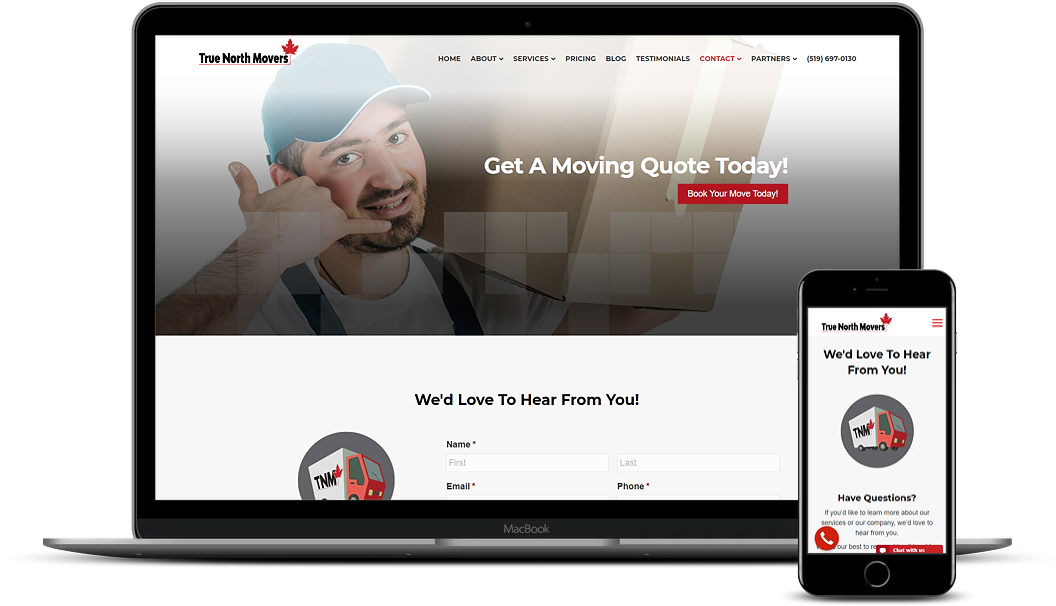 True North Movers
HOME ABOUT SERVICES PRICING BLOG TESTIMONIALS CONTACT PARTNERS (519) 697-0130
Get A Moving Quote Today!
Book Your Move Today!
We'd Love To Hear From You!
TNM
Name *
First Last
Email * Phone *
MacBook
True North Movers
We'd Love To Hear
From You!
TNM
Have Questions?
If you'd like to learn more about our
services or our company, we'd love to
hear from you.
our best to
Chat with us